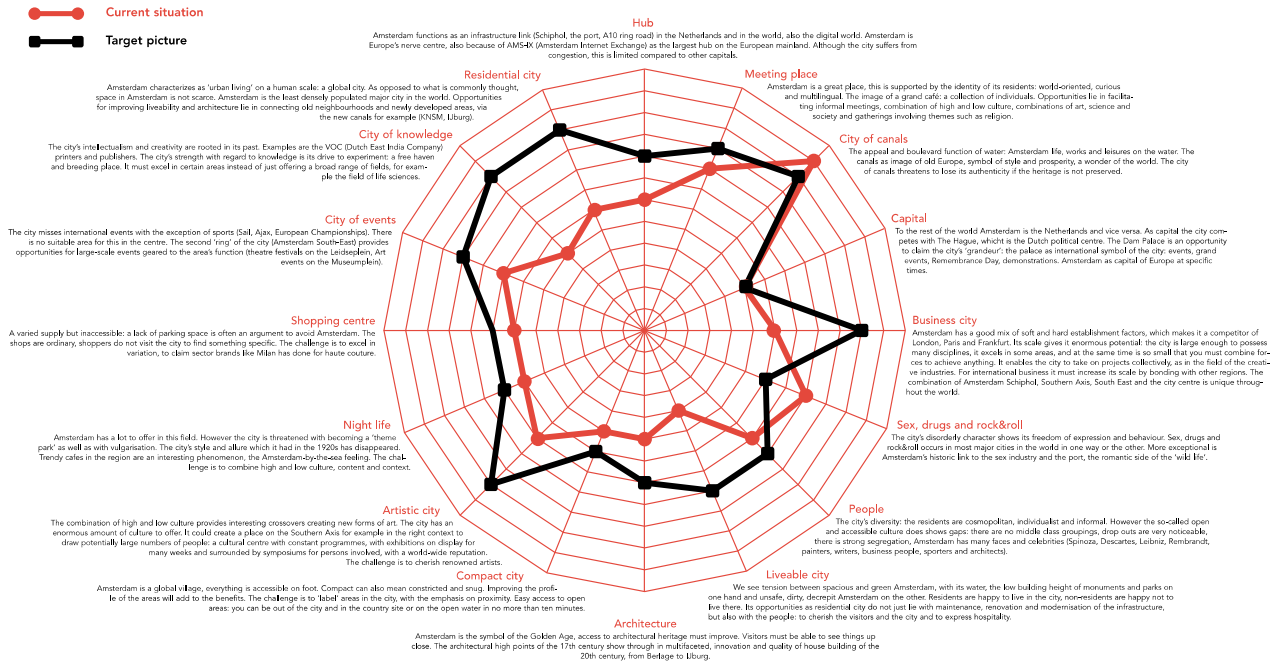 Current situation
Target picture
Hub
Amsterdam functions as an infrastructure link (Schiphol, the port, A10 ring road) in the Netherlands and in the world, also the digital world. Amsterdam is
Europe's nerve centre, also because of AMS-IX (Amsterdam Internet Exchange) as the largest hub on the European mainland. Although the city suffers from
congestion, this is limited compared to other capitals.
Meeting place
Amsterdam is a great place, this is supported by the identity of its residents: world-oriented, curious
and multilingual. The image of a grand café: a collection of individuals. Opportunities lie in facilita-
ting informal meetings, combination of high and low culture, combinations of art, science and
society and gatherings involving themes such as religion.
City of canals
The appeal and boulevard function of water: Amsterdam life, works and leisures on the water. The
canals as image of old Europe, symbol of style and prosperity, a wonder of the world. The city
of canals threatens to lose its authenticity if the heritage is not preserved.
Capital
To the rest of the world Amsterdam is the Netherlands and vice versa. As capital the city com-
petes with The Hague, whicht is the Dutch political centre. The Dam Palace is an opportunity
to claim the city's 'grandeur': the palace as international symbol of the city: events, grand
events, Remembrance Day, demonstrations. Amsterdam as capital of Europe at specific
times.
Business city
Amsterdam has a good mix of soft and hard establishment factors, which makes it a competitor of
London, Paris and Frankfurt. Its scale gives it enormous potential: the city is large enough to possess
many disciplines, it excels in some areas, and at the same time is so small that you must combine for-
ces to achieve anything. It enables the city to take on projects collectively, as in the field of the creati-
ve industries. For international business it must increase its scale by bonding with other regions. The
combination of Amsterdam Schiphol, Southern Axis, South East and the city centre is unique throug-
hout the world.
Sex, drugs and rock&roll
The city's disorderly character shows its freedom of expression and behaviour. Sex, drugs and
rock&roll occurs in most major cities in the world in one way or the other. More exceptional is
Amsterdam's historic link to the sex industry and the port, the romantic side of the 'wild life'.
People
The city's diversity: the residents are cosmopolitan, individualist and informal. However the so-called open
and accessible culture does shows gaps: there are no middle class groupings, drop outs are very noticeable,
there is strong segregation, Amsterdam has many faces and celebrities (Spinoza, Descartes, Leibniz, Rembrandt,
painters, writers, business people, sporters and architects).
Liveable city
We see tension between spacious and green Amsterdam, with its water, the low building height of monuments and parks on
one hand and unsafe, dirty, decrepit Amsterdam on the other. Residents are happy to live in the city, non-residents are happy not to
live there. Its opportunities as residential city do not just lie with maintenance, renovation and modernisation of the infrastructure,
but also with the people: to cherish the visitors and the city and to express hospitality.
Architecture
Amsterdam is the symbol of the Golden Age, access to architectural heritage must improve. Visitors must be able to see things up
close. The architectural high points of the 17th century show through in multifaceted, innovation and quality of house building of the
20th century, from Berlage to IJburg.
Compact city
Amsterdam is a global village, everything is accessible on foot. Compact can also mean constricted and snug. Improving the profi-
le of the areas will add to the benefits. The challenge is to 'label' areas in the city, with the emphasis on proximity. Easy access to open
areas: you can be out of the city and in the country site or on the open water in no more than ten minutes.
Artistic city
The combination of high and low culture provides interesting crossovers creating new forms of art. The city has an
enormous amount of culture to offer. It could create a place on the Southern Axis for example in the right context to
draw potentially large numbers of people: a cultural centre with constant programmes, with exhibitions on display for
many weeks and surrounded by symposiums for persons involved, with a world-wide reputation.
The challenge is to cherish renowned artists.
Night life
Amsterdam has a lot to offer in this field. However the city is threatened with becoming a 'theme
park' as well as with vulgarisation. The city's style and allure which it had in the 1920s has disappeared.
Trendy cafes in the region are an interesting phenomenon, the Amsterdam-by-the-sea feeling. The chal-
lenge is to combine high and low culture, content and context.
Shopping centre
A varied supply but inaccessible: a lack of parking space is often an argument to avoid Amsterdam. The
shops are ordinary, shoppers do not visit the city to find something specific. The challenge is to excel in
variation, to claim sector brands like Milan has done for haute couture.
City of events
The city misses international events with the exception of sports (Sail, Ajax, European Championships). There
is no suitable area for this in the centre. The second 'ring' of the city (Amsterdam South-East) provides
opportunities for large-scale events geared to the area's function (theatre festivals on the Leidseplein, Art
events on the Museumplein).
City of knowledge
The city's intellectualism and creativity are rooted in its past. Examples are the VOC (Dutch East India Company)
printers and publishers. The city's strength with regard to knowledge is its drive to experiment: a free haven
and breeding place. It must excel in certain areas instead of just offering a broad range of fields, for exam-
ple the field of life sciences.
Residential city
Amsterdam characterizes as 'urban living' on a human scale: a global city. As opposed to what is commonly thought,
space in Amsterdam is not scarce. Amsterdam is the least densely populated major city in the world. Opportunities
for improving liveability and architecture lie in connecting old neighbourhoods and newly developed areas, via
the new canals for example (KNSM, IJburg).